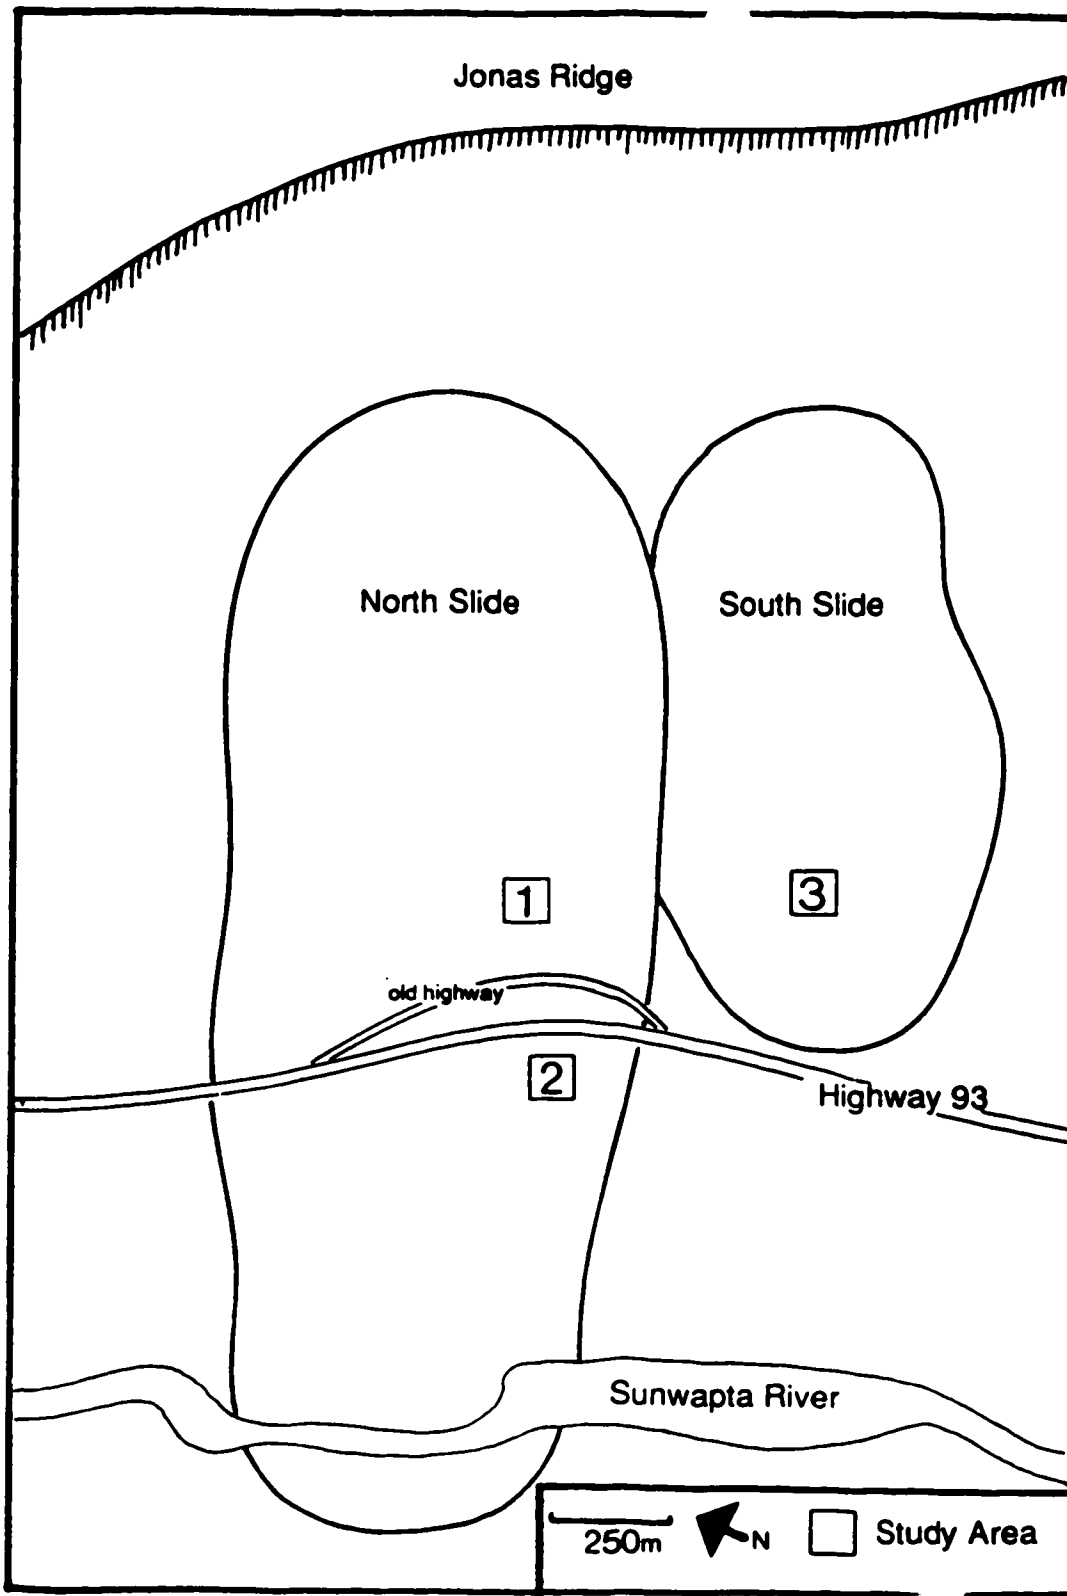 Jonas Ridge
North Slide
South Slide
1
3
old highway
2
Highway 93
Sunwapta River
250m
N
Study Area